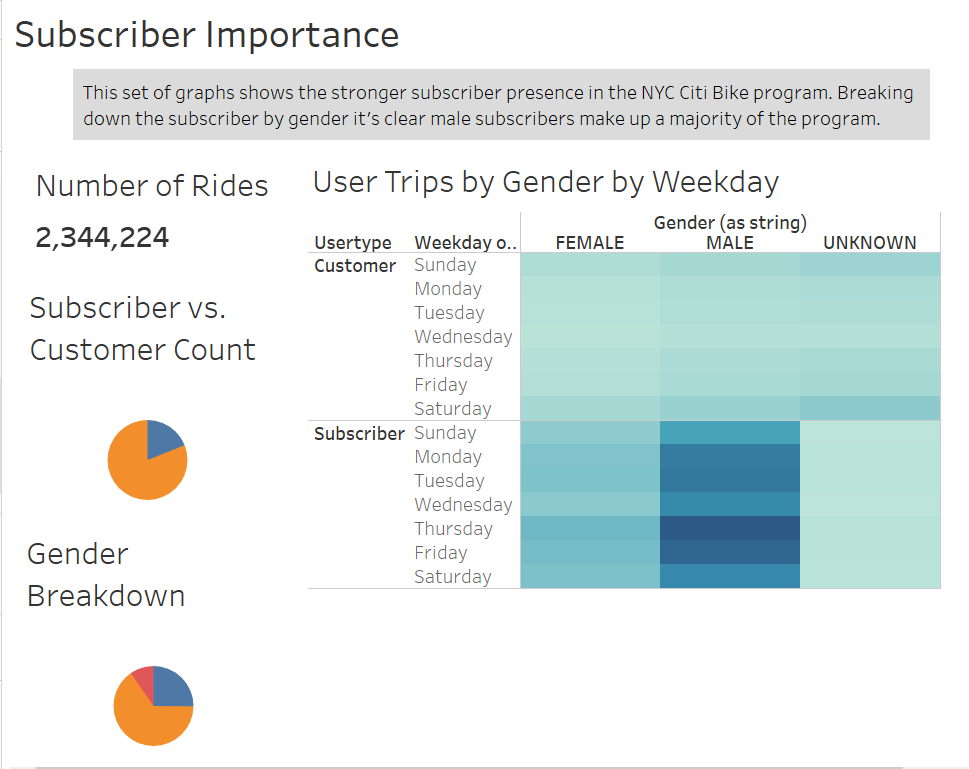 Subscriber Importance
This set of graphs shows the stronger subscriber presence in the NYC Citi Bike program. Breaking
down the subscriber by gender it's clear male subscribers make up a majority of the program.
Number of Rides
2,344,224
Subscriber vs.
Customer Count
Gender
Breakdown
User Trips by Gender by Weekday
Gender (as string)
Usertype Weekday o.. FEMALE MALE UNKNOWN
Customer Sunday
Monday
Tuesday
Wednesday
Thursday
Friday
Saturday
Subscriber Sunday
Monday
Tuesday
Wednesday
Thursday
Friday
Saturday